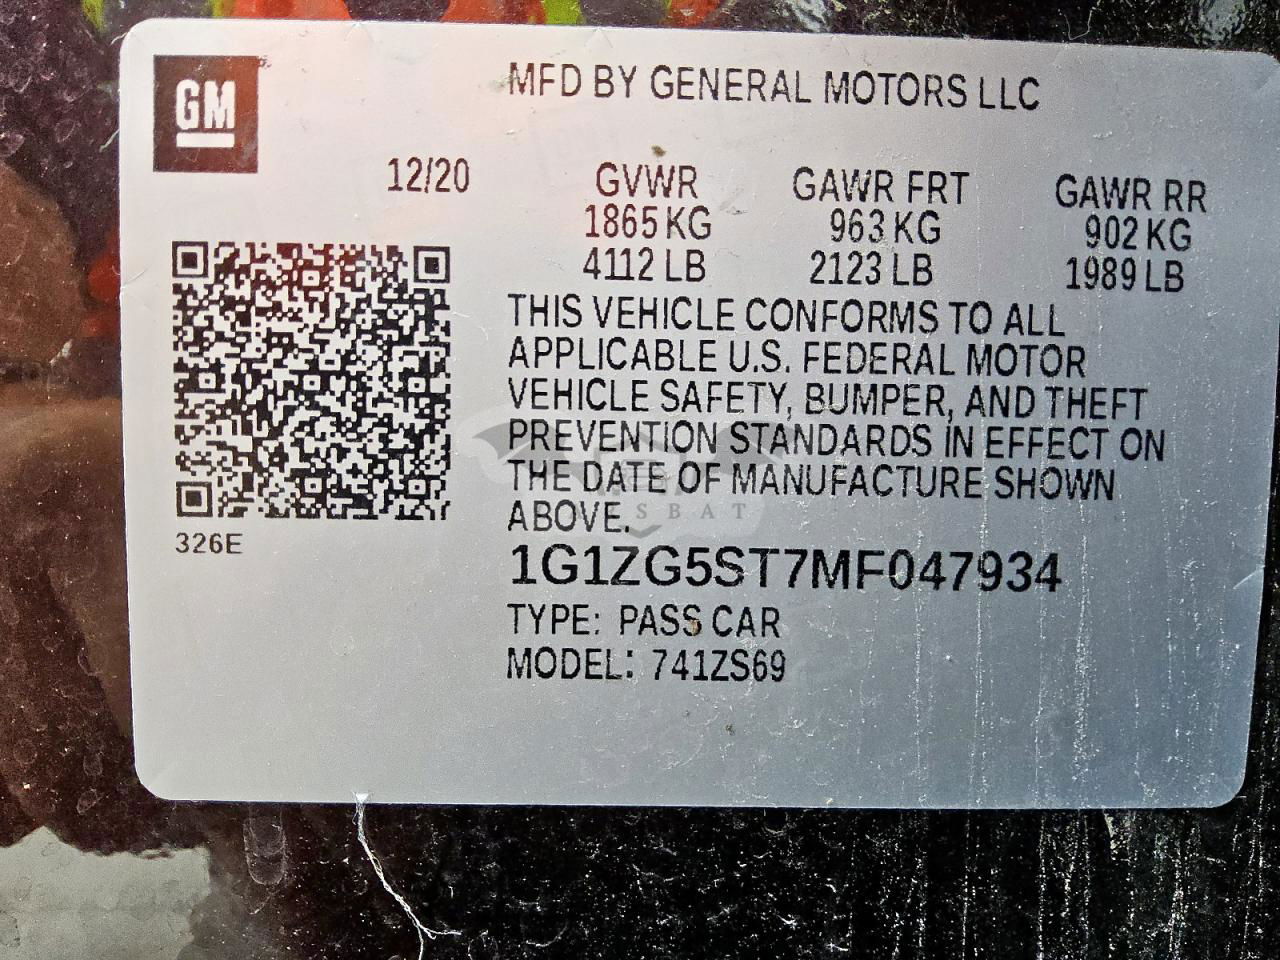 GM
MFD BY GENERAL MOTORS LLC
12/20
GVWR GAWR FRT GAWR RR
1865 KG 963 KG 902 KG
4112 LB 2123 LB 1989 LB
THIS VEHICLE CONFORMS TO ALL
APPLICABLE U.S. FEDERAL MOTOR
VEHICLE SAFETY, BUMPER, AND THEFT
PREVENTION STANDARDS IN EFFECT ON
THE DATE OF MANUFACTURE SHOWN
ABOVE.
326E
1G1ZG5ST7MF047934
TYPE: PASS CAR
MODEL: 741ZS69